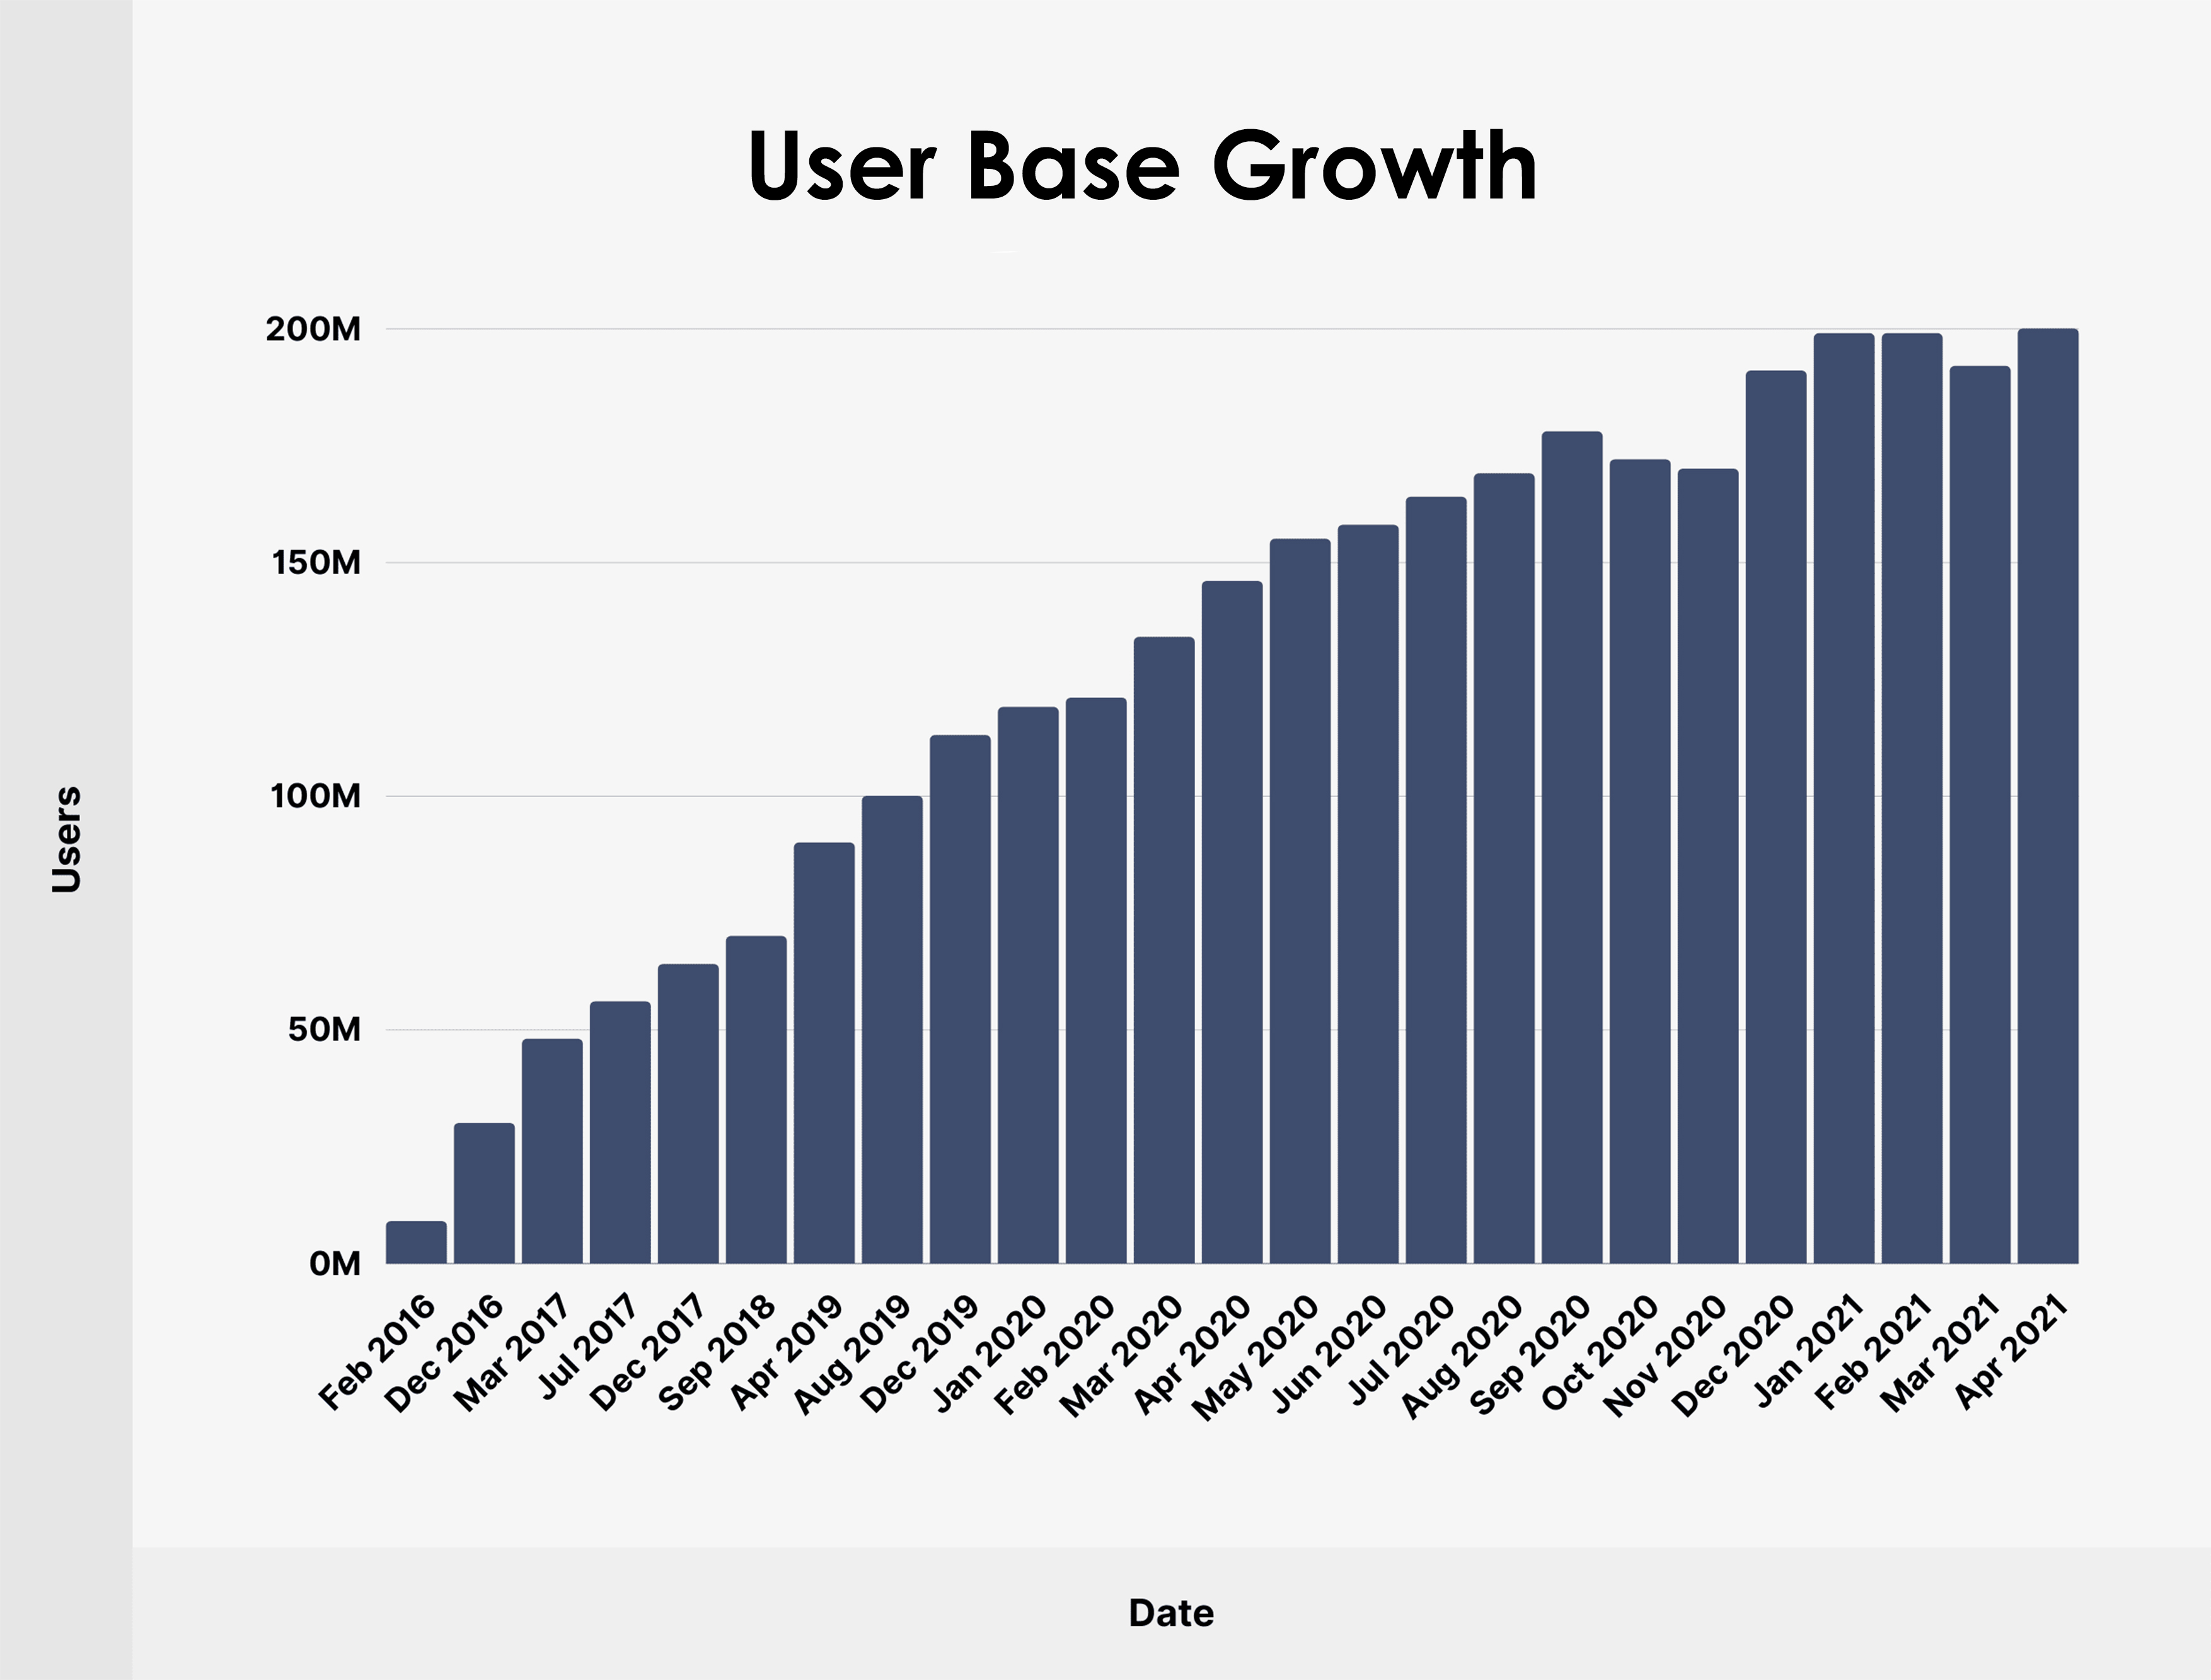 User Base Growth
200M
150M
100M
50M
0M
Users
Feb 2016
Dec 2016
Mar 2017
Jul 2017
Dec 2017
Sep 2018
Apr 2019
Aug 2019
Dec 2019
Jan 2020
Feb 2020
Mar 2020
Apr 2020
May 2020
Jun 2020
Jul 2020
Aug 2020
Sep 2020
Oct 2020
Nov 2020
Dec 2020
Jan 2021
Feb 2021
Mar 2021
Apr 2021
Date